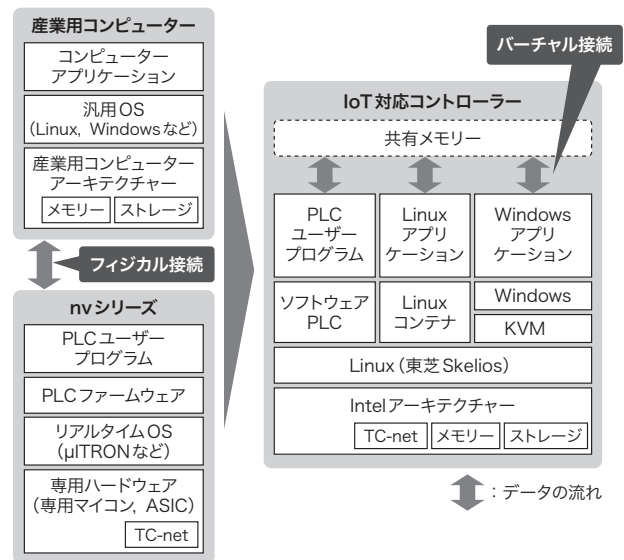 産業用コンピューター
コンピューター
アプリケーション
汎用OS
(Linux, Windowsなど)
産業用コンピューター
アーキテクチャー
メモリー ストレージ
フィジカル接続
nvシリーズ
PLCユーザー
プログラム
PLCファームウェア
リアルタイムOS
(μITRONなど)
専用ハードウェア
(専用マイコン, ASIC)
TC-net
バーチャル接続
IoT対応コントローラー
共有メモリー
PLC
ユーザー
プログラム
Linux
アプリ
ケーション
Windows
アプリ
ケーション
ソフトウェア
PLC
Linux
コンテナ
Windows
KVM
Linux(東芝Skelios)
Intelアーキテクチャー
TC-net メモリー ストレージ
:データの流れ